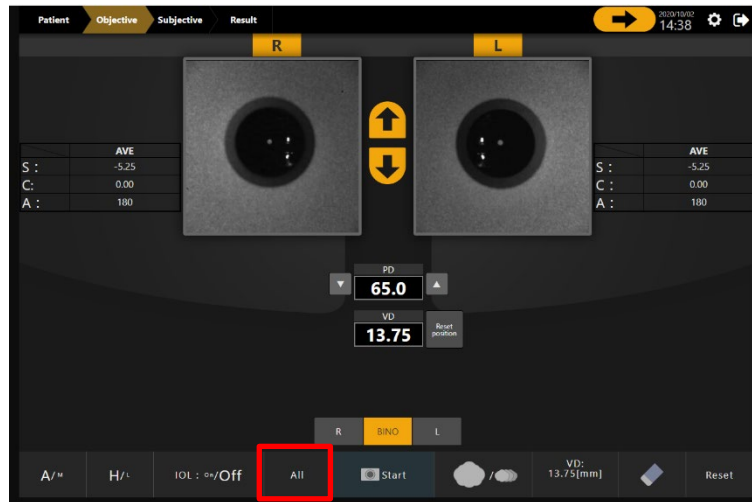 Patient Objective Subjective Result 2020/10/02
14:38
R L
AVE
S : -5.25
C: 0.00
A : 180
AVE
S : -5.25
C : 0.00
A : 180
PD
65.0
VD
13.75
Reset
position
R BINO L
A/M H/L IOL : On/Off All Start / VD:
13.75[mm] Reset